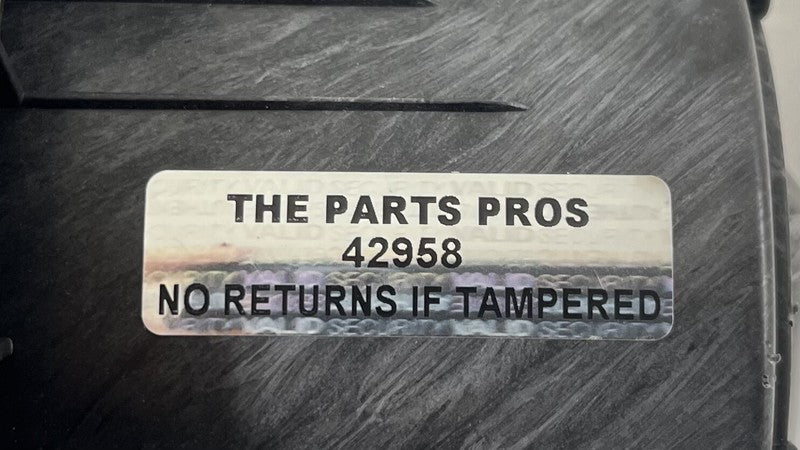 THE PARTS PROS
42958
NO RETURNS IF TAMPERED